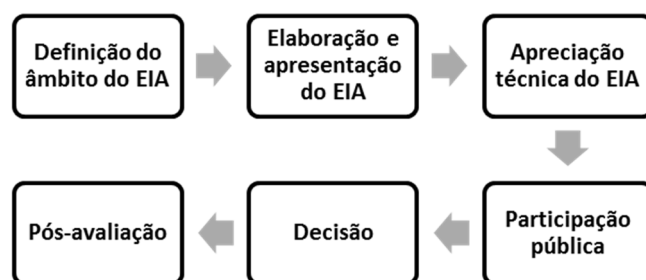 Definição do
âmbito do EIA
Elaboração e
apresentação
do EIA
Apreciação
técnica do EIA
Participação
pública
Decisão
Pós-avaliação